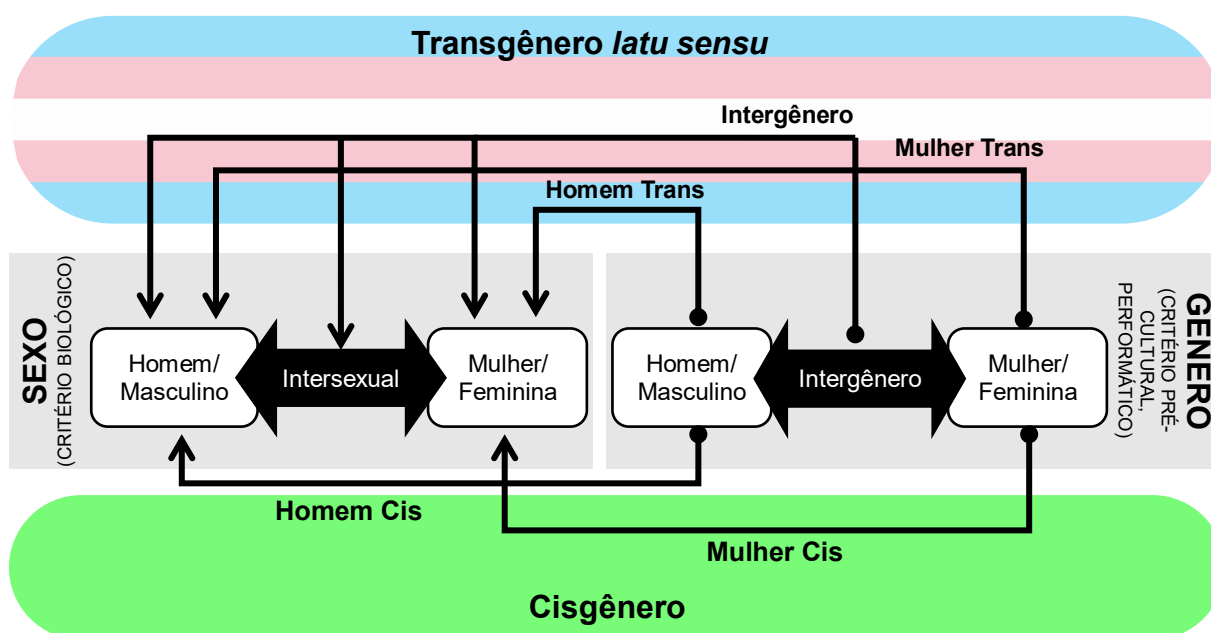 Transgênero latu sensu
Intergênero
Mulher Trans
Homem Trans
SEXO
(CRITÉRIO BIOLÓGICO)
Homem/
Masculino
Intersexual
Mulher/
Feminina
Homem/
Masculino
Intergênero
Mulher/
Feminina
GENERO
(CRITÉRIO PRÉ-
CULTURAL,
PERFORMÁTICO)
Homem Cis
Mulher Cis
Cisgênero